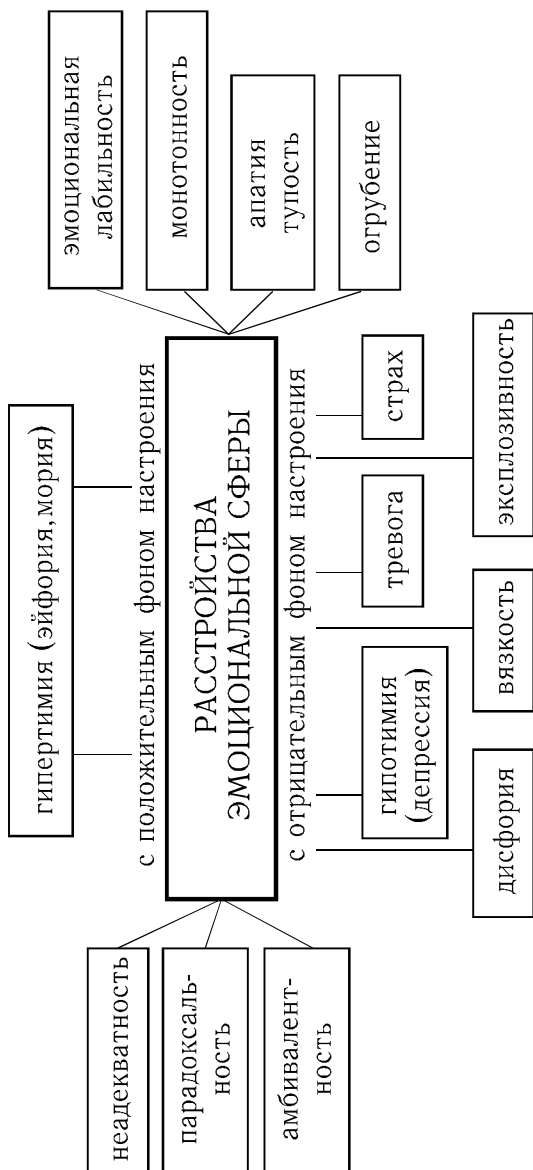 гипертимия (эйфория, мория)
с положительным фоном настроения
неадекватность
парадоксаль-
ность
амбивалент-
ность
РАССТРОЙСТВА
ЭМОЦИОНАЛЬНОЙ СФЕРЫ
эмоциональная
лабильность
монотонность
апатия
тупость
огрубение
с отрицательным фоном настроения
гипотимия
(депрессия)
тревога
страх
дисфория
вязкость
эксплозивность